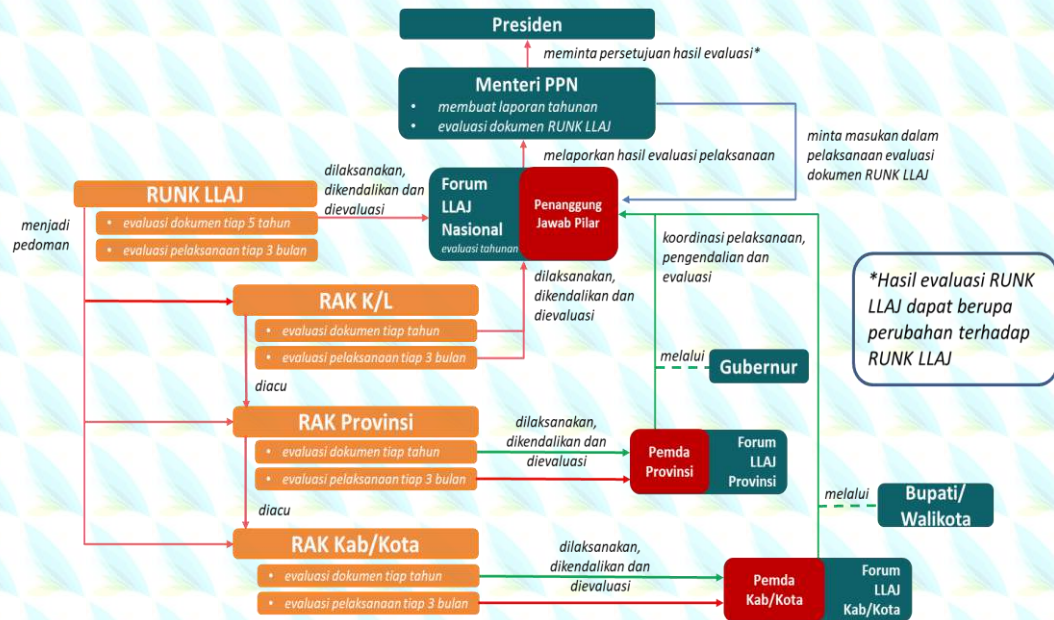 Presiden
meminta persetujuan hasil evaluasi*
Menteri PPN
• membuat laporan tahunan
• evaluasi dokumen RUNK LLAJ
minta masukan dalam
pelaksanaan evaluasi
dokumen RUNK LLAJ
melaporkan hasil evaluasi pelaksanaan
dilaksanakan,
dikendalikan dan
dievaluasi
Forum
LLAJ
Nasional
evaluasi tahunan
Penanggung
Jawab Pilar
RUNK LLAJ
• evaluasi dokumen tiap 5 tahun
• evaluasi pelaksanaan tiap 3 bulan
menjadi
pedoman
koordinasi pelaksanaan,
pengendalian dan
evaluasi
dilaksanakan,
dikendalikan dan
dievaluasi
*Hasil evaluasi RUNK
LLAJ dapat berupa
perubahan terhadap
RUNK LLAJ
RAK K/L
• evaluasi dokumen tiap tahun
• evaluasi pelaksanaan tiap 3 bulan
melalui
Gubernur
diacu
RAK Provinsi
• evaluasi dokumen tiap tahun
• evaluasi pelaksanaan tiap 3 bulan
dilaksanakan,
dikendalikan dan
dievaluasi
Pemda
Provinsi
Forum
LLAJ
Provinsi
melalui
Bupati/
Walikota
diacu
RAK Kab/Kota
• evaluasi dokumen tiap tahun
• evaluasi pelaksanaan tiap 3 bulan
dilaksanakan,
dikendalikan dan
dievaluasi
Pemda
Kab/Kota
Forum
LLAJ
Kab/Kota